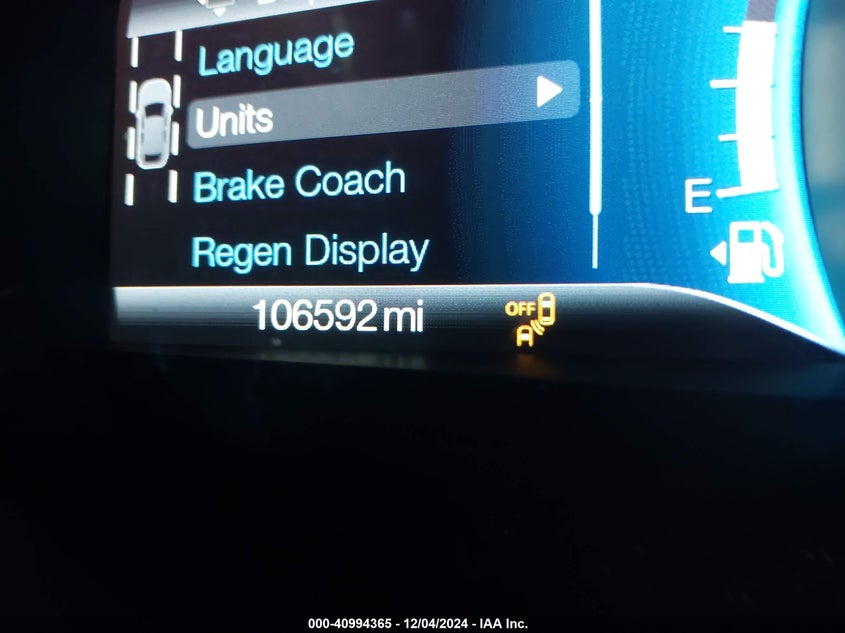 Language
Units
Brake Coach
Regen Display
E
106592 mi
OFF
A
000-40994365 - 12/04/2024 - IAA Inc.